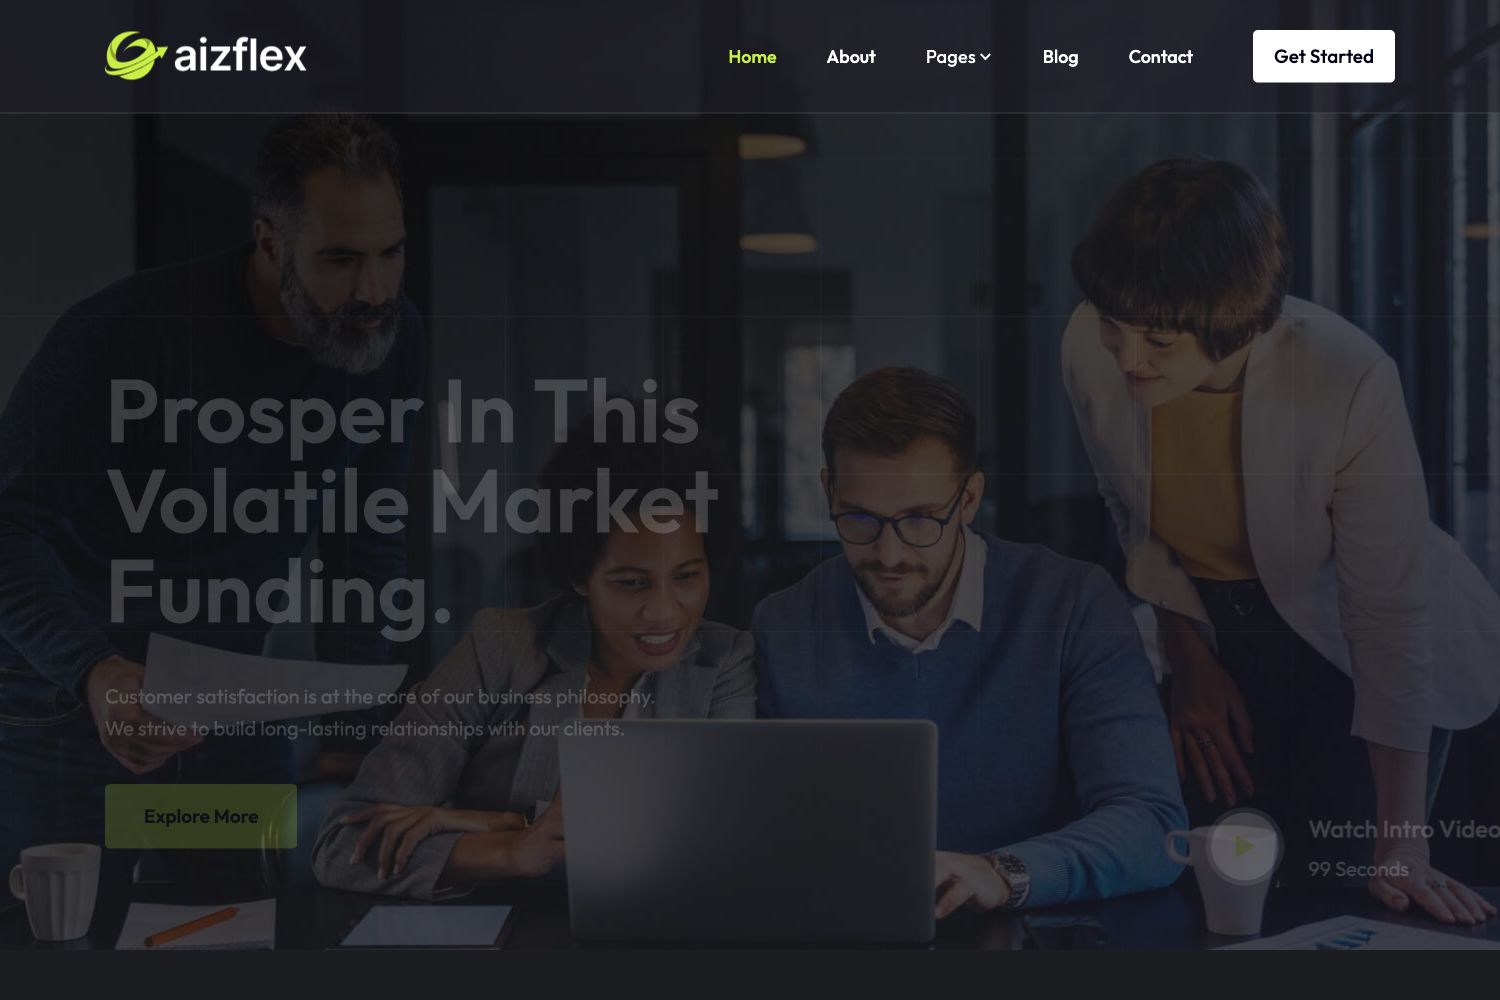 aizflex
Home
About
Pages
Blog
Contact
Get Started
Prosper In This
Volatile Market
Funding.
Customer satisfaction is at the core of our business philosophy.
We strive to build long-lasting relationships with our clients.
Explore More
Watch Intro Video
99 Seconds